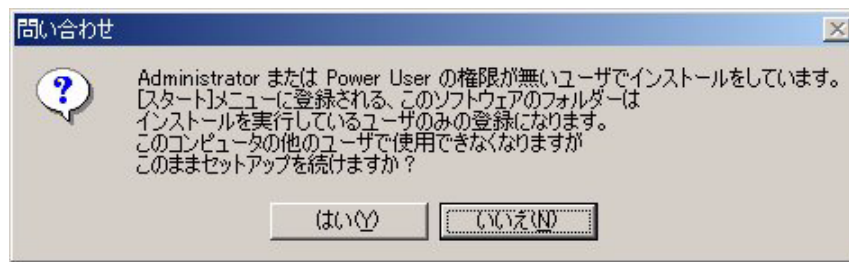 問い合わせ
Administrator または Power User の権限が無いユーザでインストールをしています。
[スタート]メニューに登録される、このソフトウェアのフォルダーは
インストールを実行しているユーザのみの登録になります。
このコンピュータの他のユーザで使用できなくなりますが
このままセットアップを続けますか？
はい(Y)
いいえ(N)